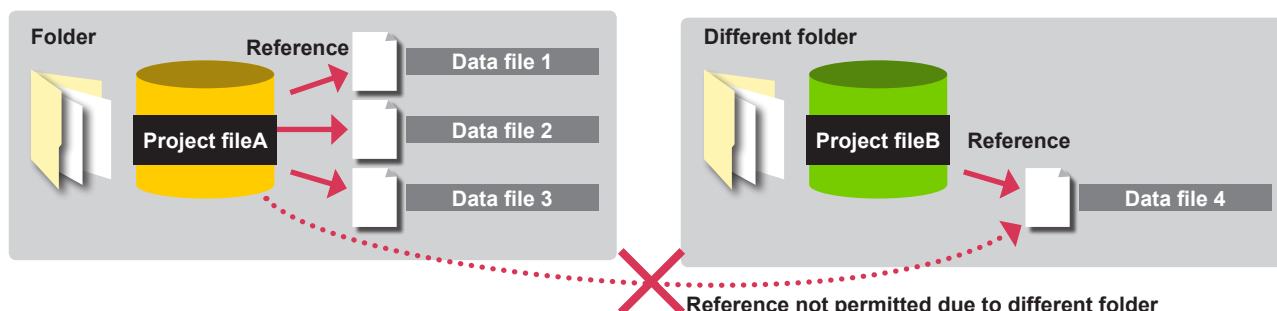 Folder
Reference
Data file 1
Project fileA
Data file 2
Data file 3
Different folder
Project fileB
Reference
Data file 4
Reference not permitted due to different folder